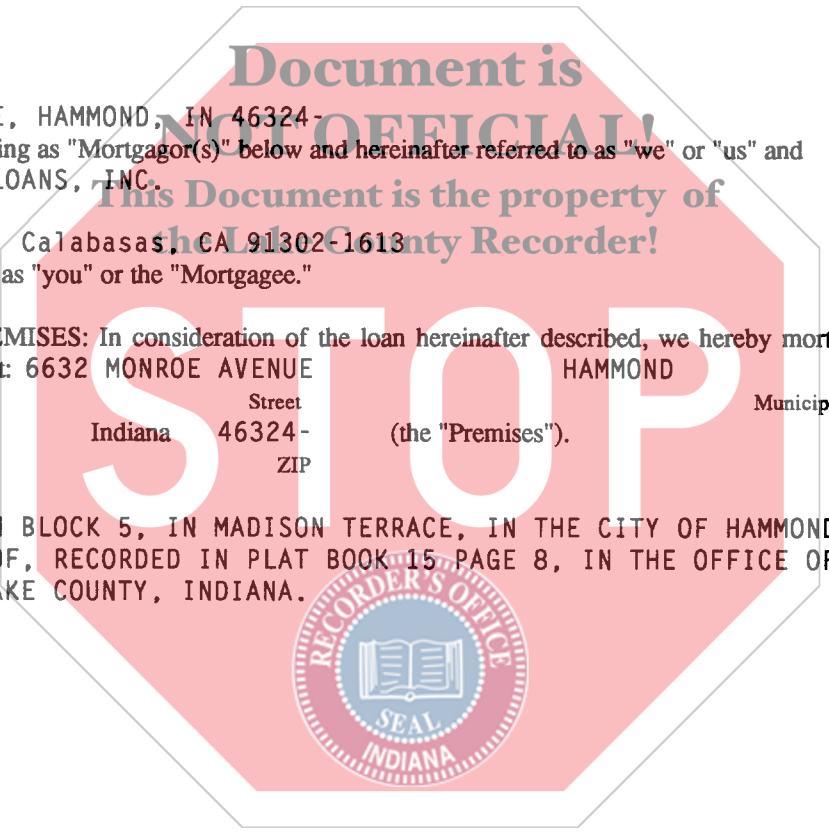 Document is
E, HAMMOND, IN 46324-
NOT OFFICIAL!
ing as "Mortgagor(s)" below and hereinafter referred to as "we" or "us" and
LOANS, INC.
This Document is the property of
Calabasas, CA 91302-1613
the Lake County Recorder!
as "you" or the "Mortgagee."
EMISES: In consideration of the loan hereinafter described, we hereby mort
t: 6632 MONROE AVENUE HAMMOND
Street Municip
Indiana 46324- (the "Premises").
ZIP
STOP
BLOCK 5, IN MADISON TERRACE, IN THE CITY OF HAMMOND
OF, RECORDED IN PLAT BOOK 15 PAGE 8, IN THE OFFICE OF
AKE COUNTY, INDIANA.
RECORDER'S OFFICE
SEAL
INDIANA